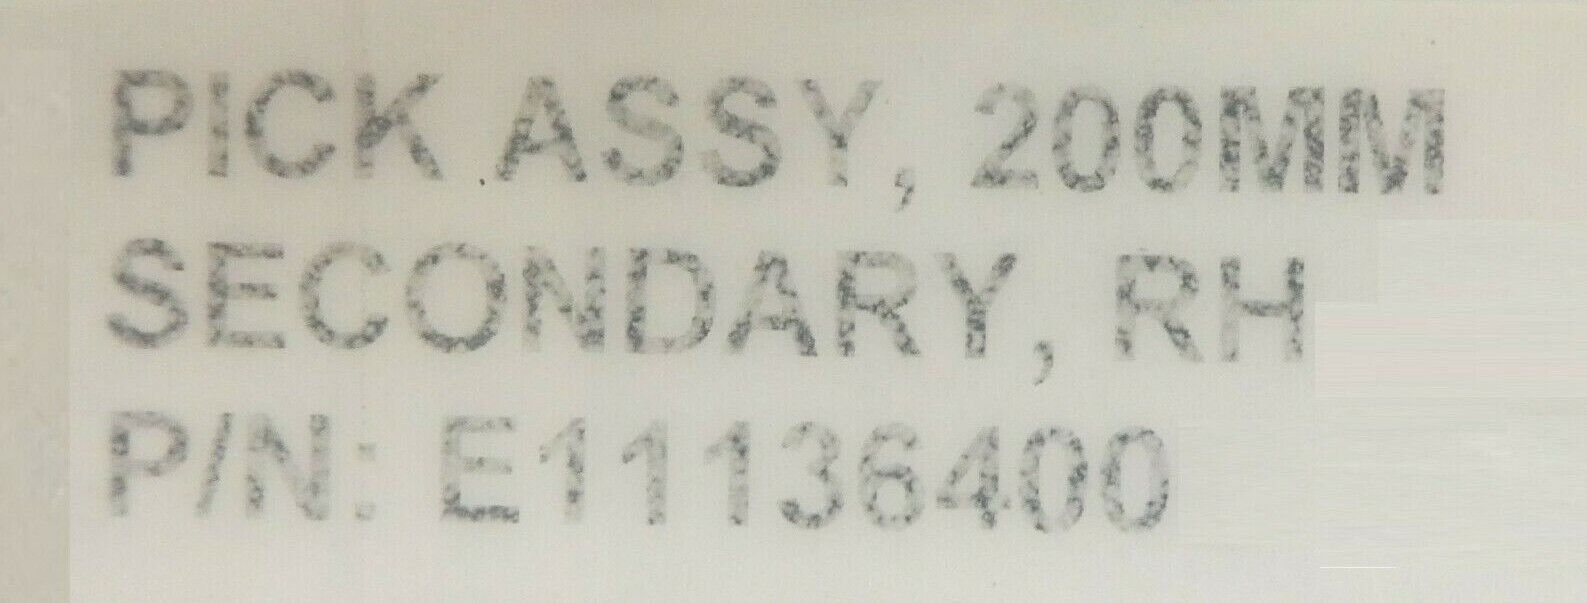 PICK ASSY, 200MM
SECONDARY, RH
P/N: E11136400